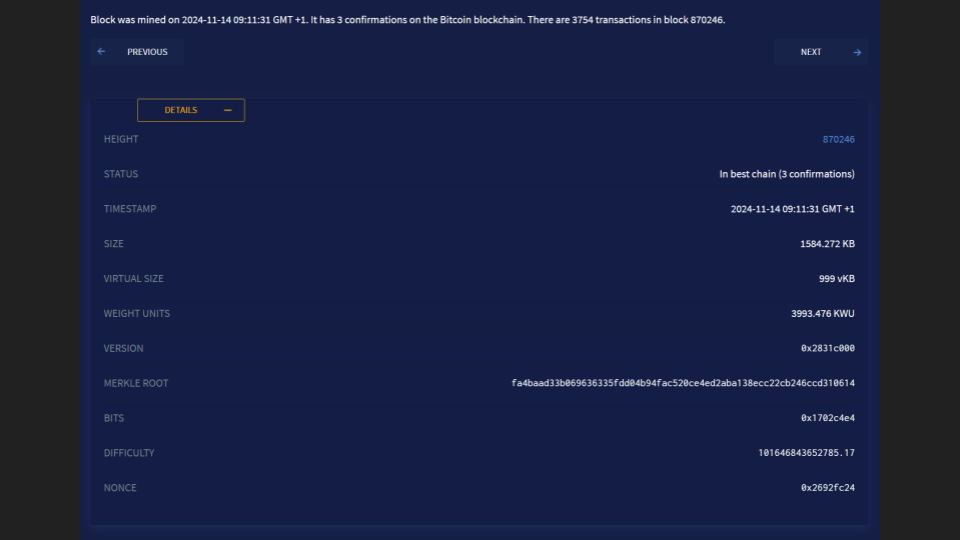 Block was mined on 2024-11-14 09:11:31 GMT +1. It has 3 confirmations on the Bitcoin blockchain. There are 3754 transactions in block 870246.
← PREVIOUS
NEXT →
DETAILS −
HEIGHT 870246
STATUS In best chain (3 confirmations)
TIMESTAMP 2024-11-14 09:11:31 GMT +1
SIZE 1584.272 KB
VIRTUAL SIZE 999 vKB
WEIGHT UNITS 3993.476 KWU
VERSION 0x2831c000
MERKLE ROOT fa4baad33b069636335fdd04b94fac520ce4ed2aba138ecc22cb246ccd310614
BITS 0x1702c4e4
DIFFICULTY 101646843652785.17
NONCE 0x2692fc24